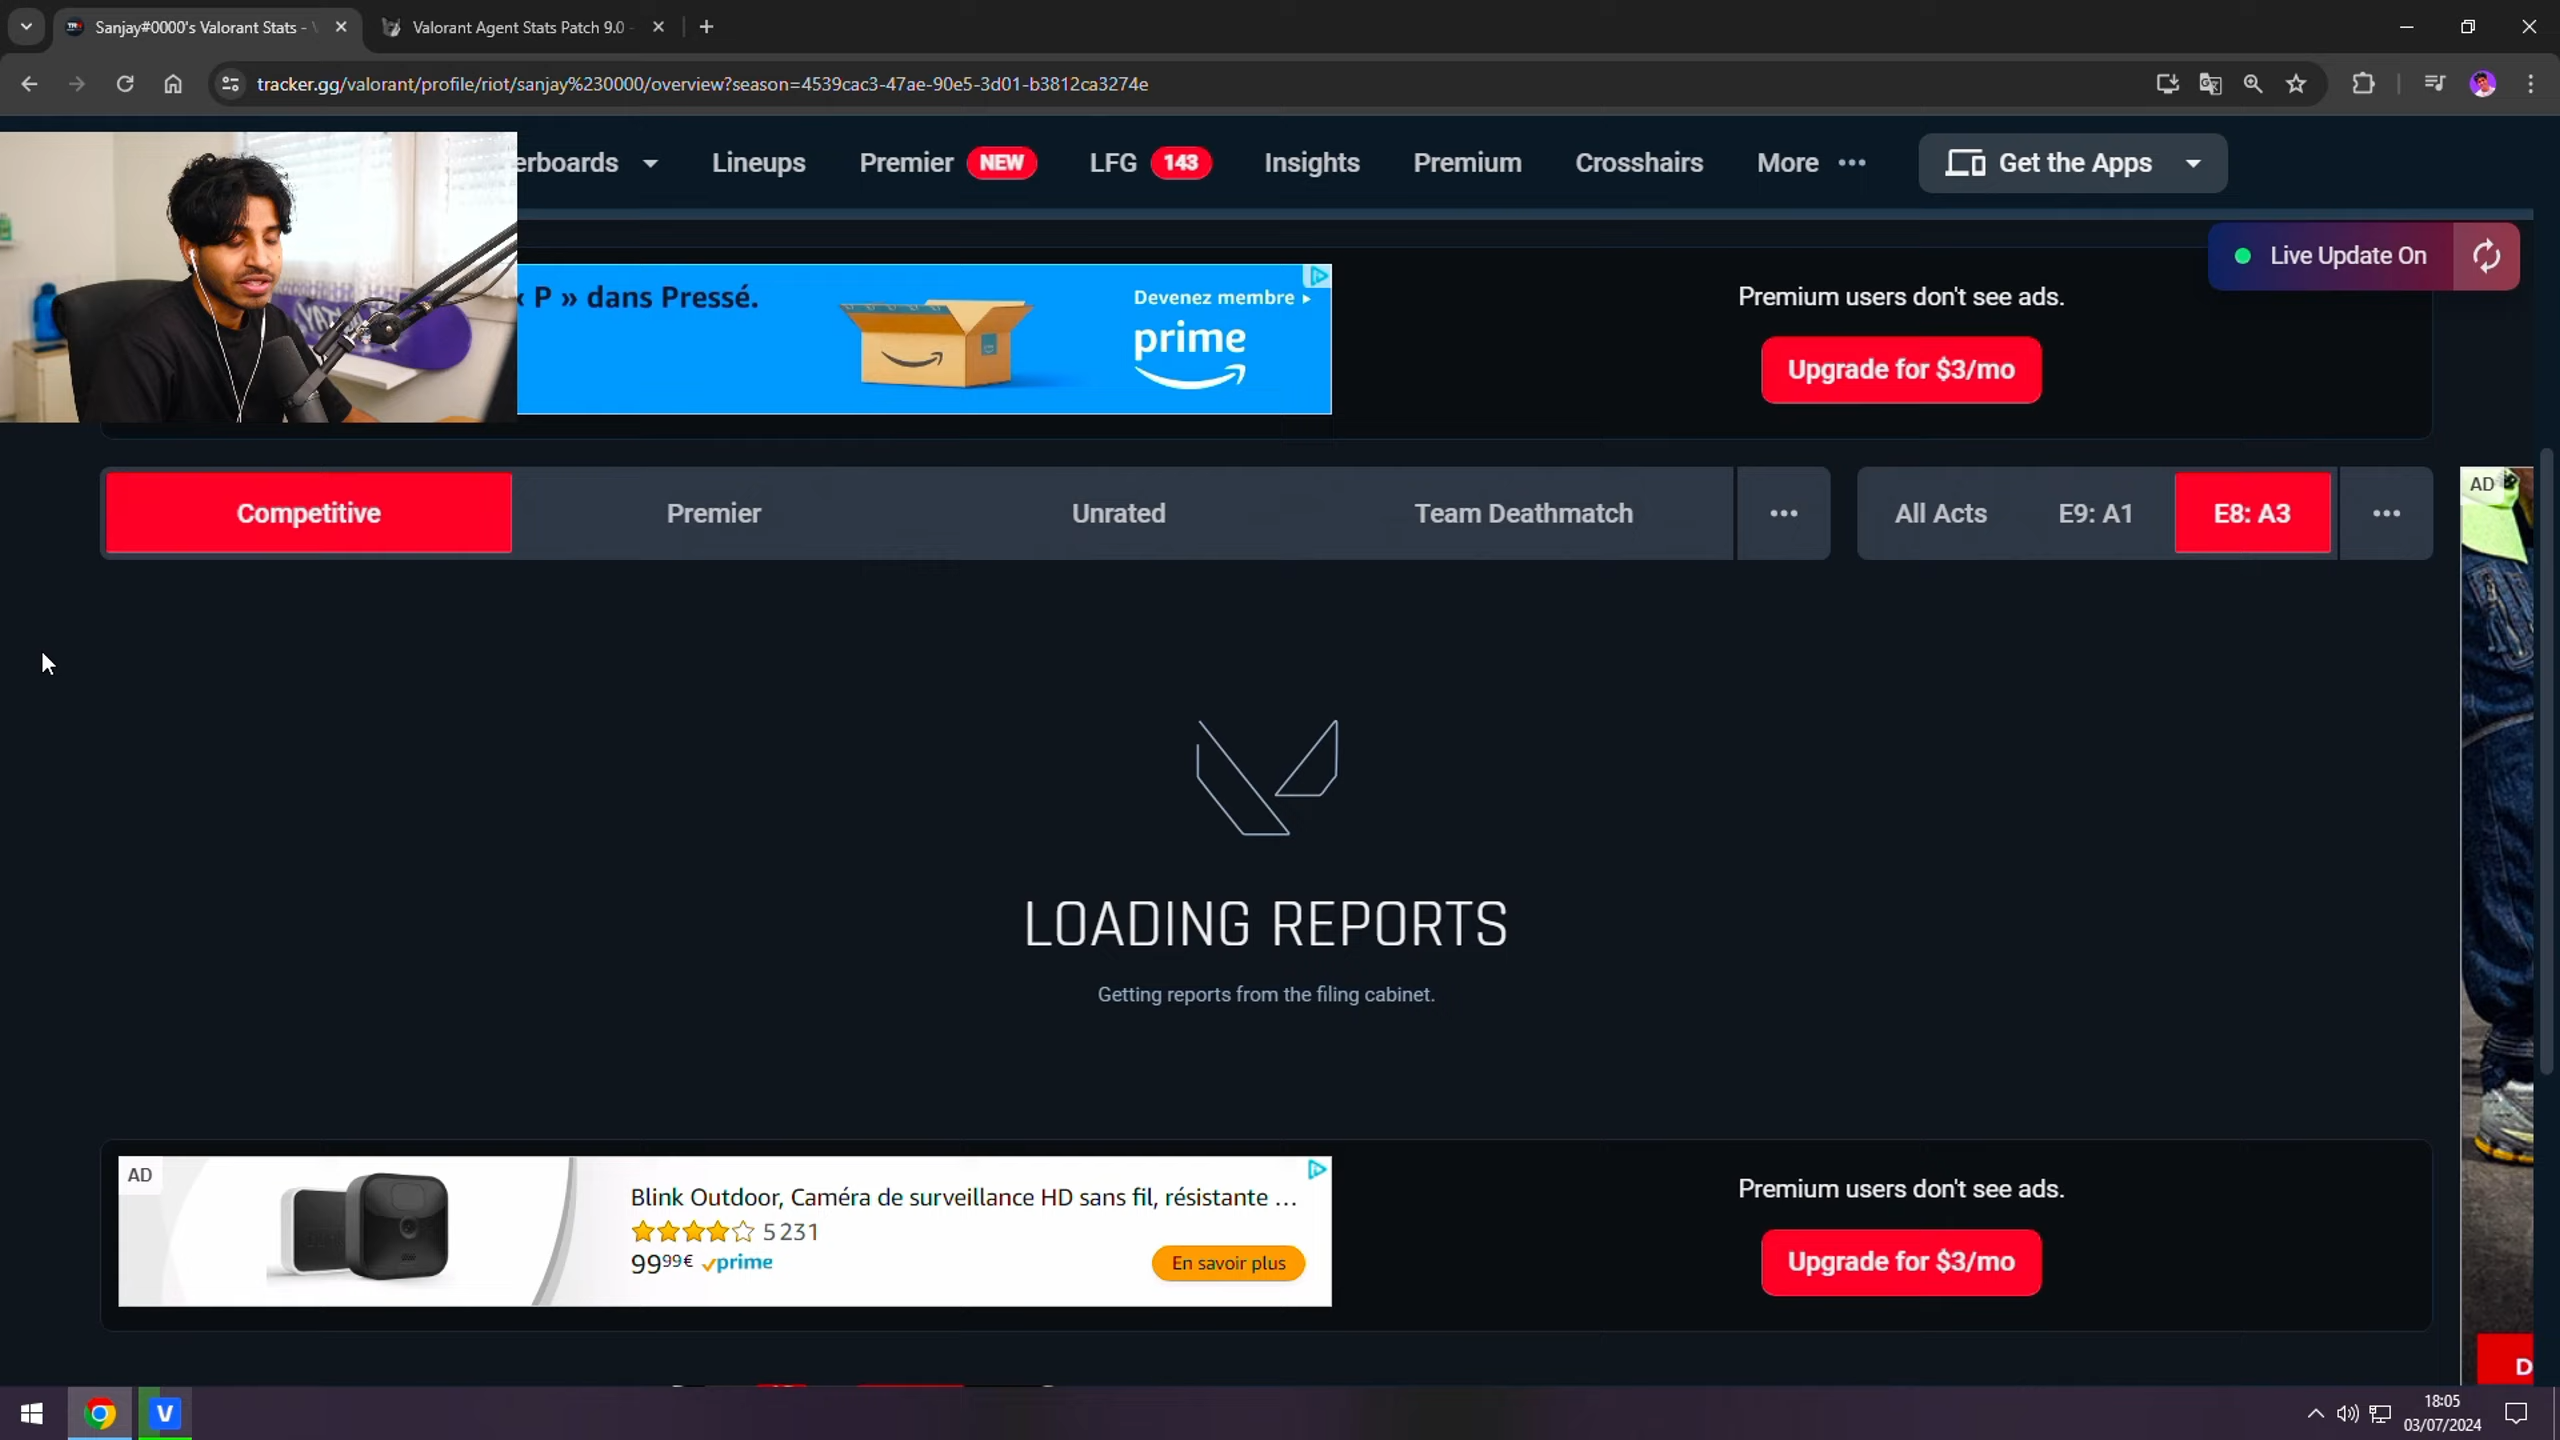 Sanjay#0000's Valorant Stats -
Valorant Agent Stats Patch 9.0 -
tracker.gg/valorant/profile/riot/sanjay%230000/overview?season=4539cac3-47ae-90e5-3d01-b3812ca3274e
erboards Lineups Premier NEW LFG 143 Insights Premium Crosshairs More ••• Get the Apps
Live Update On
« P » dans Pressé.
Devenez membre
prime
Premium users don't see ads.
Upgrade for $3/mo
Competitive Premier Unrated Team Deathmatch ••• All Acts E9: A1 E8: A3 •••
AD
LOADING REPORTS
Getting reports from the filing cabinet.
AD
Blink Outdoor, Caméra de surveillance HD sans fil, résistante ...
5 231
99,99€ prime
En savoir plus
Premium users don't see ads.
Upgrade for $3/mo
D
V
18:05
03/07/2024